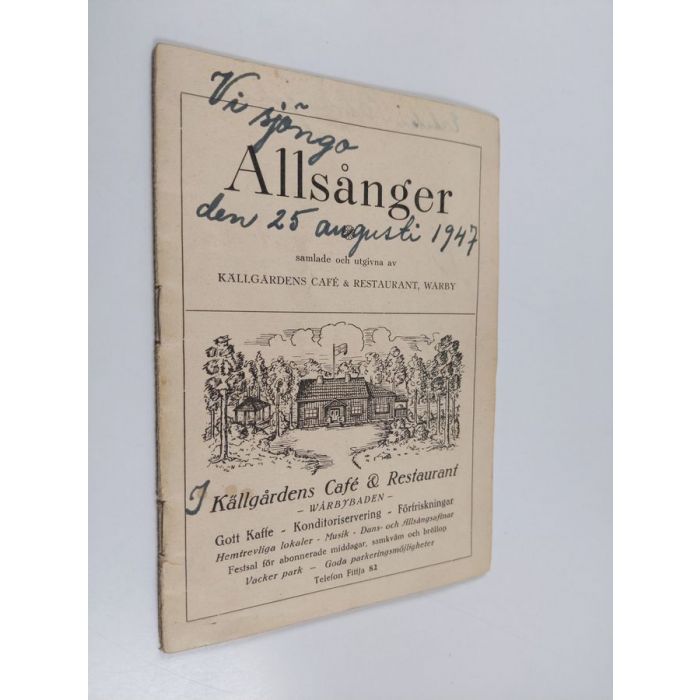 Vi sjöngo
Allsånger
den 25 augusti 1947
samlade och utgivna av
KÄLLGÅRDENS CAFÉ & RESTAURANT, WÅRBY
I Källgårdens Café & Restaurant
– WÅRBYBADEN –
Gott Kaffe - Konditoriservering - Förfriskningar
Hemtrevliga lokaler - Musik - Dans- och Allsångsaftnar
Festsal för abonnerade middagar, samkväm och bröllop
Vacker park — Goda parkeringsmöjligheter
Telefon Fittja 82